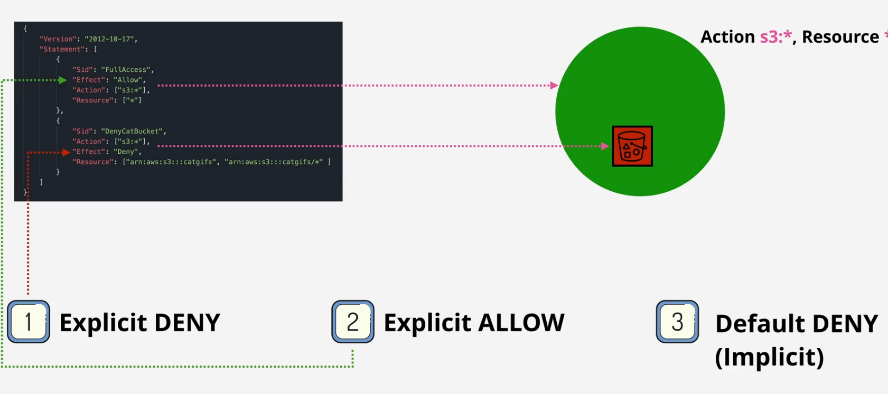 {
"Version": "2012-10-17",
"Statement": [
{
"Sid": "FullAccess",
"Effect": "Allow",
"Action": ["s3:*"],
"Resource": ["*"]
},
{
"Sid": "DenyCatBucket",
"Action": ["s3:*"],
"Effect": "Deny",
"Resource": ["arn:aws:s3:::catgifs", "arn:aws:s3:::catgifs/*" ]
}
]
}
Action s3:*, Resource *
1 Explicit DENY
2 Explicit ALLOW
3 Default DENY
(Implicit)